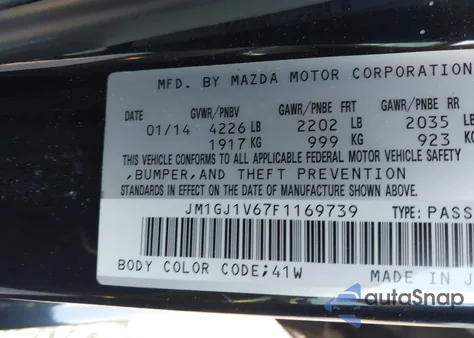 MFD. BY MAZDA MOTOR CORPORATION
GVWR/PNBV GAWR/PNBE FRT GAWR/PNBE RR
01/14 4226 LB 2202 LB 2035 LB
1917 KG 999 KG 923 KG
THIS VEHICLE CONFORMS TO ALL APPLICABLE FEDERAL MOTOR VEHICLE SAFETY
,BUMPER,AND THEFT PREVENTION
STANDARDS IN EFFECT ON THE DATE OF MANUFACTURE SHOWN ABOVE.
JM1GJ1V67F1169739 TYPE:PASS
BODY COLOR CODE;41W MADE IN J
autoSnap